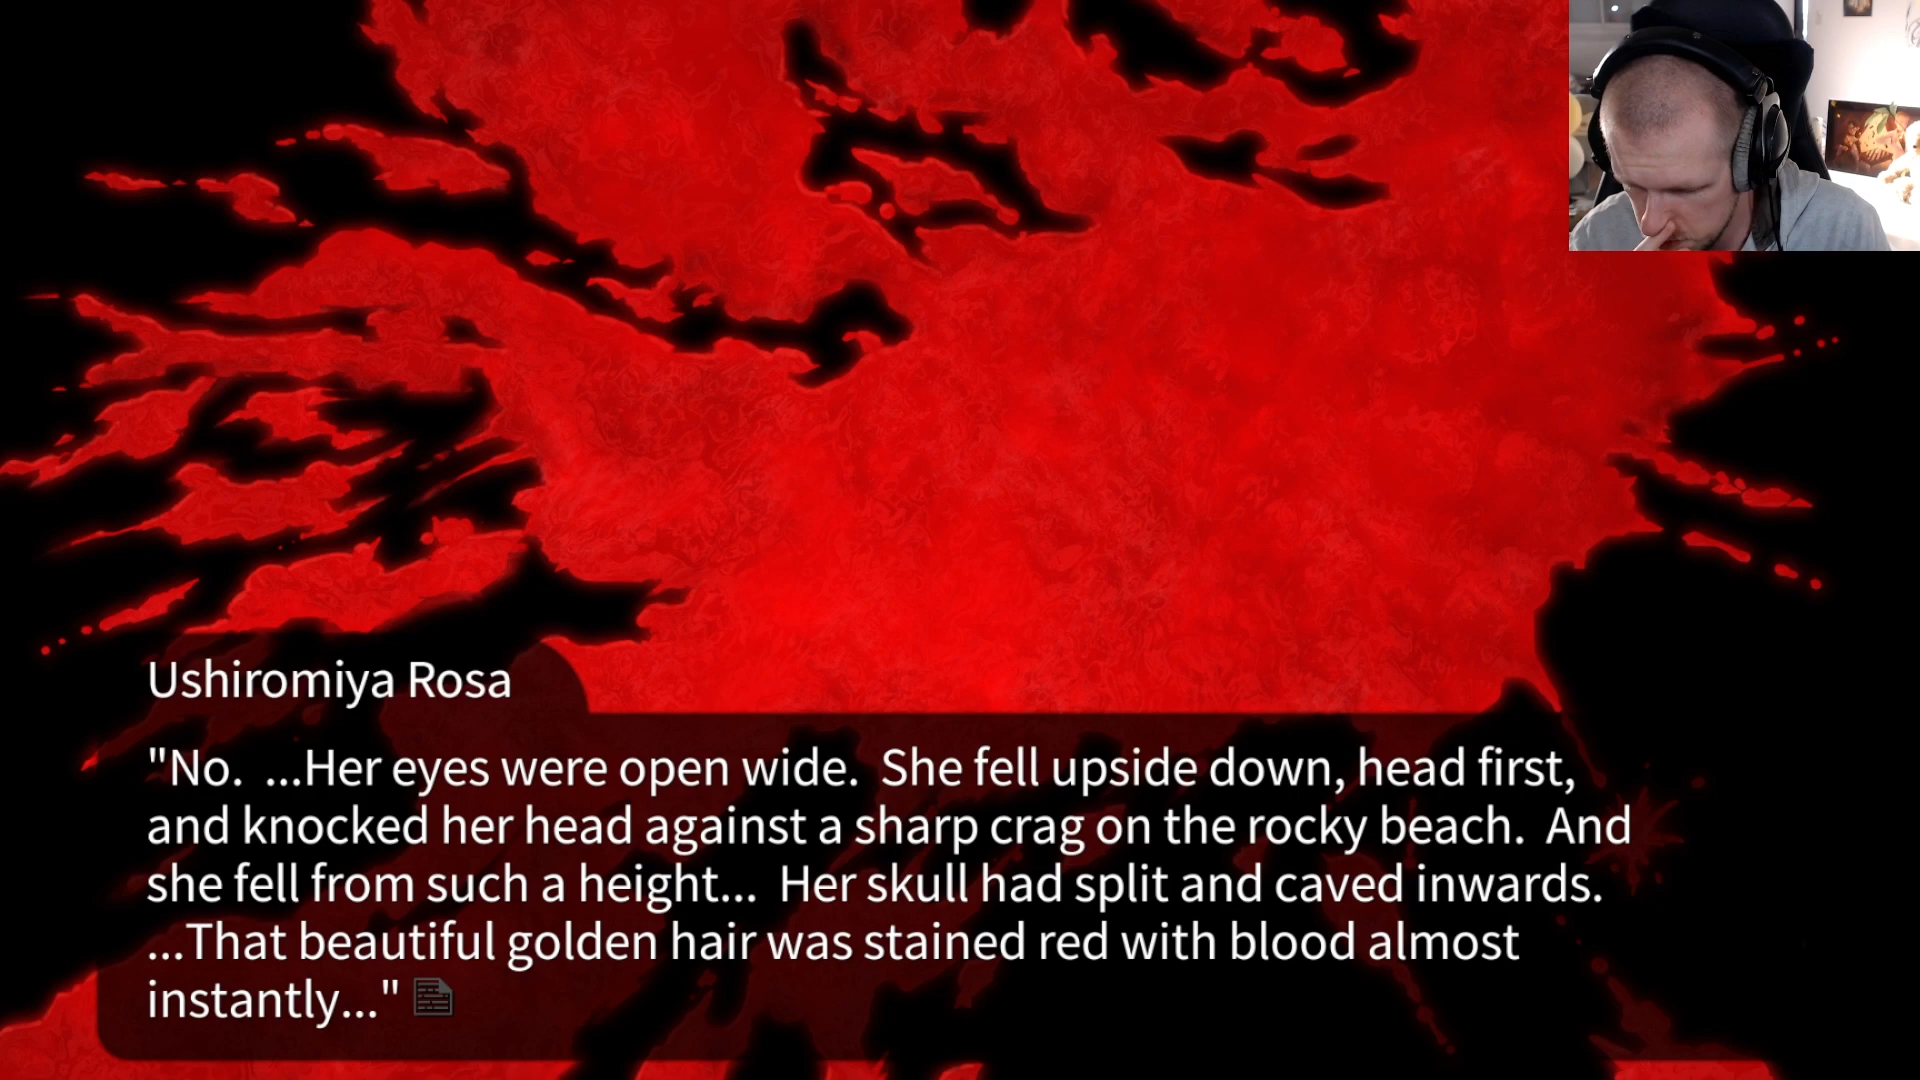 Ushiromiya Rosa
"No.  ...Her eyes were open wide.  She fell upside down, head first,
and knocked her head against a sharp crag on the rocky beach.  And
she fell from such a height...  Her skull had split and caved inwards.
...That beautiful golden hair was stained red with blood almost
instantly..."